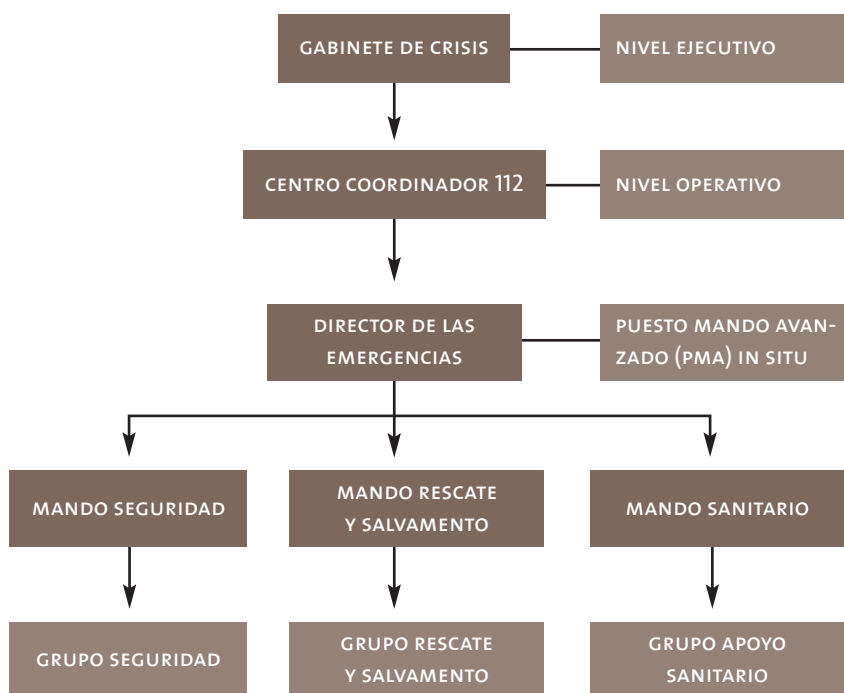 GABINETE DE CRISIS
NIVEL EJECUTIVO
CENTRO COORDINADOR 112
NIVEL OPERATIVO
DIRECTOR DE LAS
EMERGENCIAS
PUESTO MANDO AVAN-
ZADO (PMA) IN SITU
MANDO SEGURIDAD
MANDO RESCATE
Y SALVAMENTO
MANDO SANITARIO
GRUPO SEGURIDAD
GRUPO RESCATE
Y SALVAMENTO
GRUPO APOYO
SANITARIO